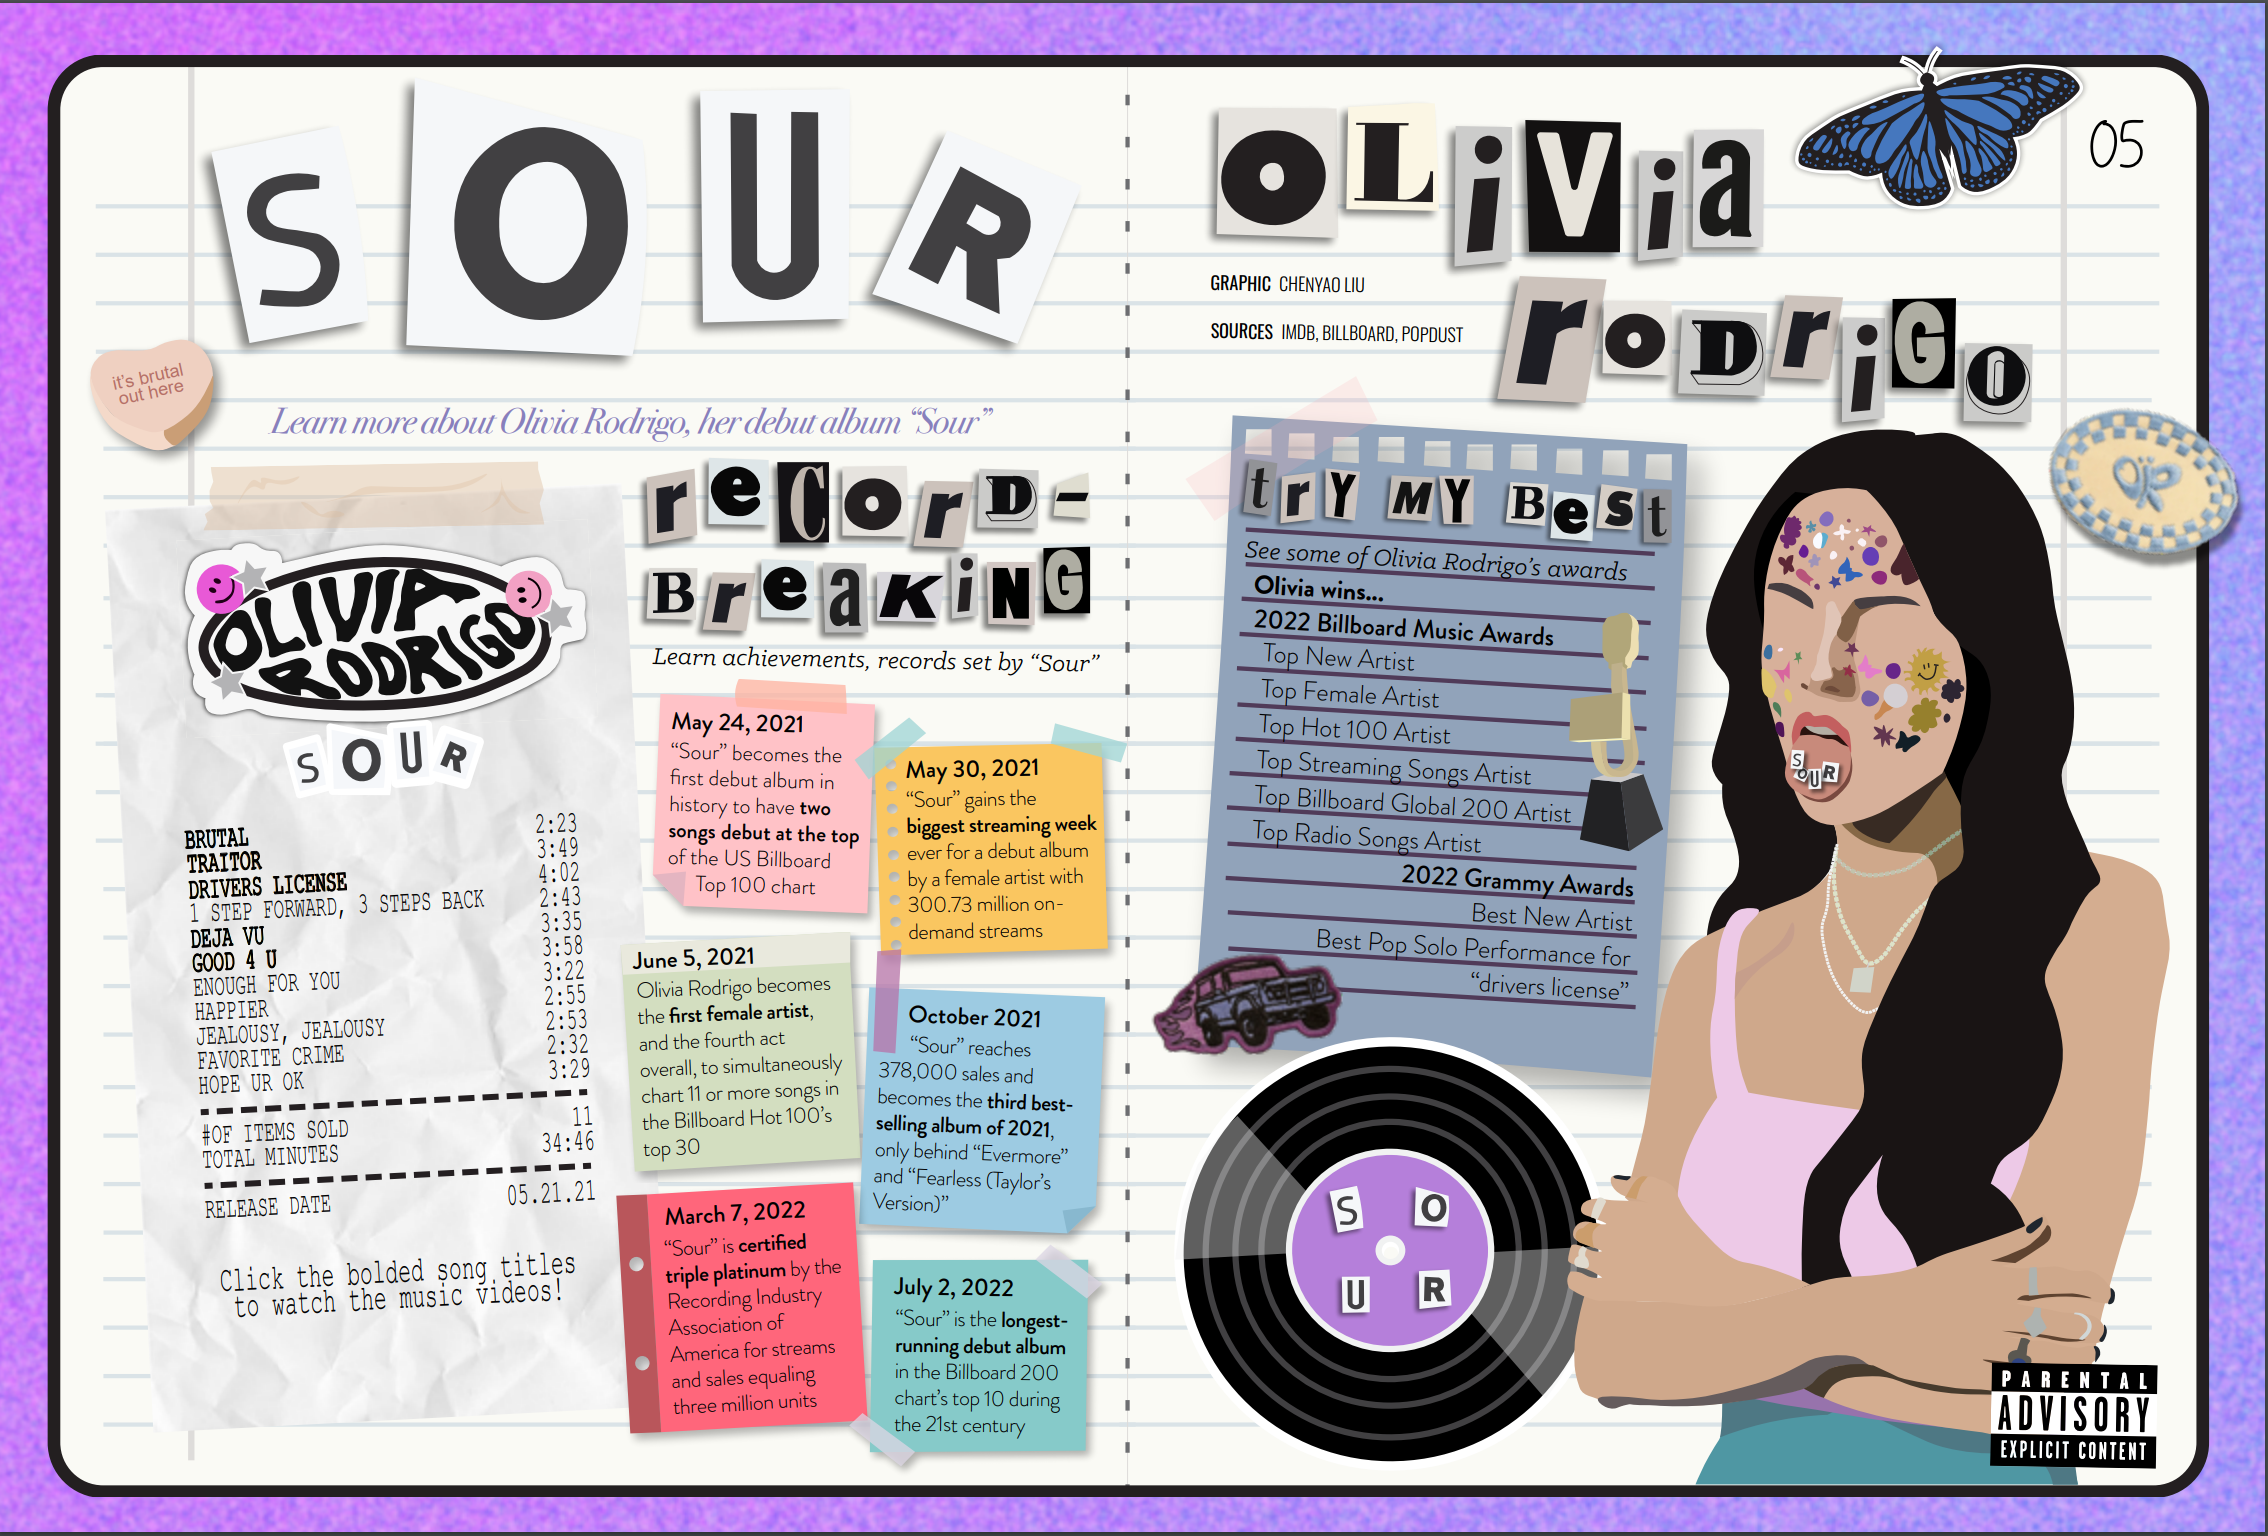 SOUR
it's brutal
out here
Learn more about Olivia Rodrigo, her debut album “Sour”
OLIVIA
RODRIGO
SOUR
BRUTAL 2:23
TRAITOR 3:49
DRIVERS LICENSE 4:02
1 STEP FORWARD, 3 STEPS BACK 2:43
DEJA VU 3:35
GOOD 4 U 3:58
ENOUGH FOR YOU 3:22
HAPPIER 2:55
JEALOUSY, JEALOUSY 2:53
FAVORITE CRIME 2:32
HOPE UR OK 3:29
#OF ITEMS SOLD 11
TOTAL MINUTES 34:46
RELEASE DATE 05.21.21
Click the bolded song titles
to watch the music videos!
reCorD-
BreaKiNG
Learn achievements, records set by “Sour”
May 24, 2021
“Sour” becomes the
first debut album in
history to have two
songs debut at the top
of the US Billboard
Top 100 chart
May 30, 2021
“Sour” gains the
biggest streaming week
ever for a debut album
by a female artist with
300.73 million on-
demand streams
June 5, 2021
Olivia Rodrigo becomes
the first female artist,
and the fourth act
overall, to simultaneously
chart 11 or more songs in
the Billboard Hot 100’s
top 30
October 2021
“Sour” reaches
378,000 sales and
becomes the third best-
selling album of 2021,
only behind “Evermore”
and “Fearless (Taylor’s
Version)”
March 7, 2022
“Sour” is certified
triple platinum by the
Recording Industry
Association of
America for streams
and sales equaling
three million units
July 2, 2022
“Sour” is the longest-
running debut album
in the Billboard 200
chart’s top 10 during
the 21st century
OLiVia
rODriGO
05
GRAPHIC CHENYAO LIU
SOURCES IMDB, BILLBOARD, POPDUST
trY MY Best
See some of Olivia Rodrigo’s awards
Olivia wins...
2022 Billboard Music Awards
Top New Artist
Top Female Artist
Top Hot 100 Artist
Top Streaming Songs Artist
Top Billboard Global 200 Artist
Top Radio Songs Artist
2022 Grammy Awards
Best New Artist
Best Pop Solo Performance for
“drivers license”
SOUR
S O
U R
PARENTAL
ADVISORY
EXPLICIT CONTENT